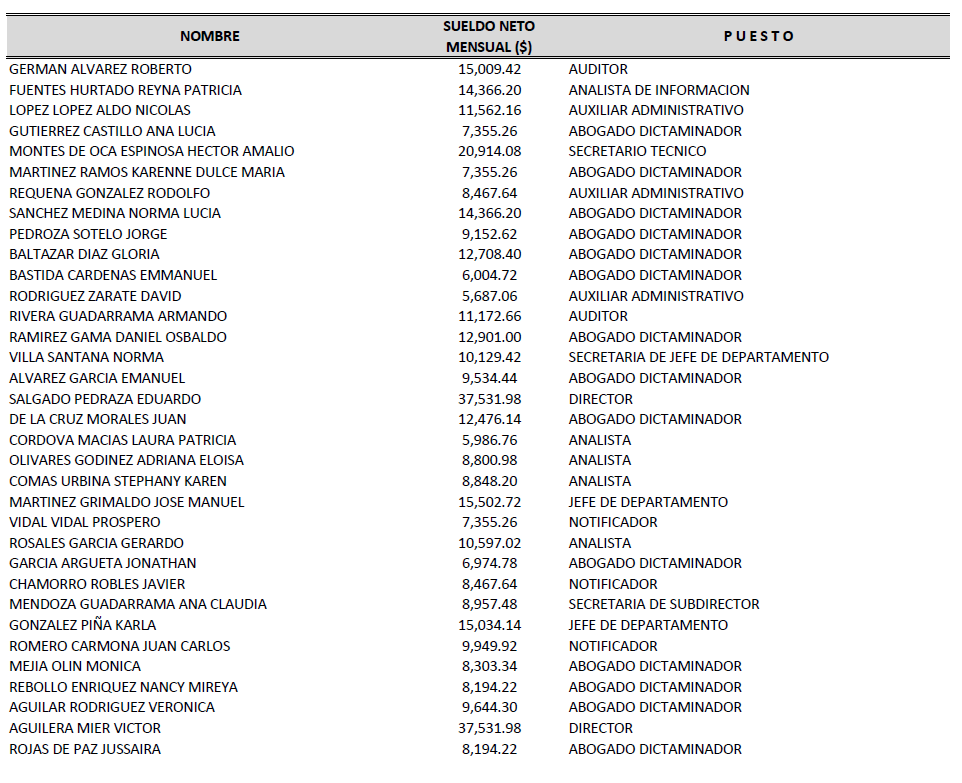 NOMBRE SUELDO NETO MENSUAL ($) P U E S T O
GERMAN ALVAREZ ROBERTO 15,009.42 AUDITOR
FUENTES HURTADO REYNA PATRICIA 14,366.20 ANALISTA DE INFORMACION
LOPEZ LOPEZ ALDO NICOLAS 11,562.16 AUXILIAR ADMINISTRATIVO
GUTIERREZ CASTILLO ANA LUCIA 7,355.26 ABOGADO DICTAMINADOR
MONTES DE OCA ESPINOSA HECTOR AMALIO 20,914.08 SECRETARIO TECNICO
MARTINEZ RAMOS KARENNE DULCE MARIA 7,355.26 ABOGADO DICTAMINADOR
REQUENA GONZALEZ RODOLFO 8,467.64 AUXILIAR ADMINISTRATIVO
SANCHEZ MEDINA NORMA LUCIA 14,366.20 ABOGADO DICTAMINADOR
PEDROZA SOTELO JORGE 9,152.62 ABOGADO DICTAMINADOR
BALTAZAR DIAZ GLORIA 12,708.40 ABOGADO DICTAMINADOR
BASTIDA CARDENAS EMMANUEL 6,004.72 ABOGADO DICTAMINADOR
RODRIGUEZ ZARATE DAVID 5,687.06 AUXILIAR ADMINISTRATIVO
RIVERA GUADARRAMA ARMANDO 11,172.66 AUDITOR
RAMIREZ GAMA DANIEL OSBALDO 12,901.00 ABOGADO DICTAMINADOR
VILLA SANTANA NORMA 10,129.42 SECRETARIA DE JEFE DE DEPARTAMENTO
ALVAREZ GARCIA EMANUEL 9,534.44 ABOGADO DICTAMINADOR
SALGADO PEDRAZA EDUARDO 37,531.98 DIRECTOR
DE LA CRUZ MORALES JUAN 12,476.14 ABOGADO DICTAMINADOR
CORDOVA MACIAS LAURA PATRICIA 5,986.76 ANALISTA
OLIVARES GODINEZ ADRIANA ELOISA 8,800.98 ANALISTA
COMAS URBINA STEPHANY KAREN 8,848.20 ANALISTA
MARTINEZ GRIMALDO JOSE MANUEL 15,502.72 JEFE DE DEPARTAMENTO
VIDAL VIDAL PROSPERO 7,355.26 NOTIFICADOR
ROSALES GARCIA GERARDO 10,597.02 ANALISTA
GARCIA ARGUETA JONATHAN 6,974.78 ABOGADO DICTAMINADOR
CHAMORRO ROBLES JAVIER 8,467.64 NOTIFICADOR
MENDOZA GUADARRAMA ANA CLAUDIA 8,957.48 SECRETARIA DE SUBDIRECTOR
GONZALEZ PIÑA KARLA 15,034.14 JEFE DE DEPARTAMENTO
ROMERO CARMONA JUAN CARLOS 9,949.92 NOTIFICADOR
MEJIA OLIN MONICA 8,303.34 ABOGADO DICTAMINADOR
REBOLLO ENRIQUEZ NANCY MIREYA 8,194.22 ABOGADO DICTAMINADOR
AGUILAR RODRIGUEZ VERONICA 9,644.30 ABOGADO DICTAMINADOR
AGUILERA MIER VICTOR 37,531.98 DIRECTOR
ROJAS DE PAZ JUSSAIRA 8,194.22 ABOGADO DICTAMINADOR